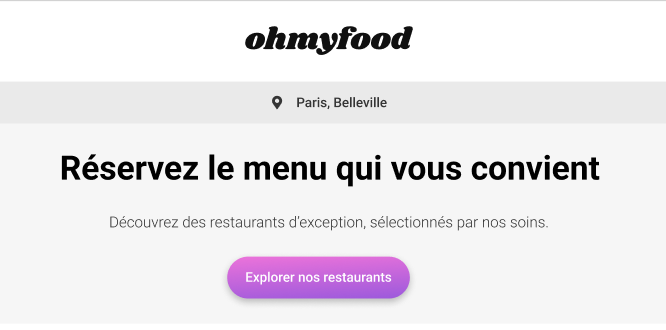 ohmyfood
Paris, Belleville
Réservez le menu qui vous convient
Découvrez des restaurants d'exception, sélectionnés par nos soins.
Explorer nos restaurants